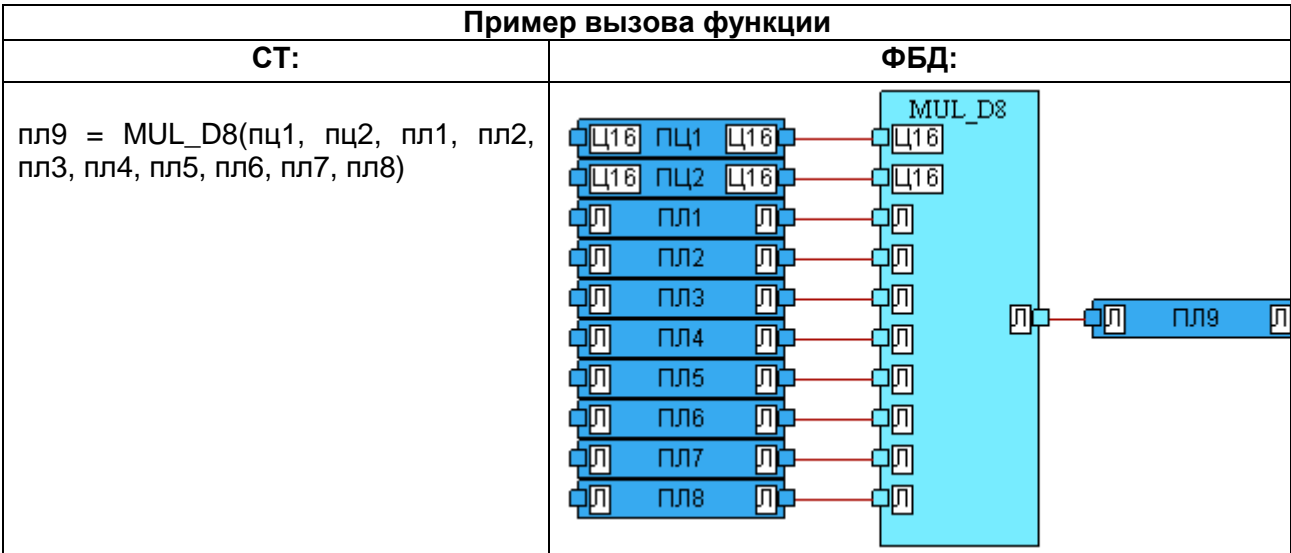 Пример вызова функции
СТ:
ФБД:
пл9 = MUL_D8(пц1, пц2, пл1, пл2,
пл3, пл4, пл5, пл6, пл7, пл8)
MUL_D8
Ц16 ПЦ1 Ц16 Ц16
Ц16 ПЦ2 Ц16 Ц16
Л ПЛ1 Л Л
Л ПЛ2 Л Л
Л ПЛ3 Л Л
Л Л ПЛ9 Л
Л ПЛ4 Л Л
Л ПЛ5 Л Л
Л ПЛ6 Л Л
Л ПЛ7 Л Л
Л ПЛ8 Л Л